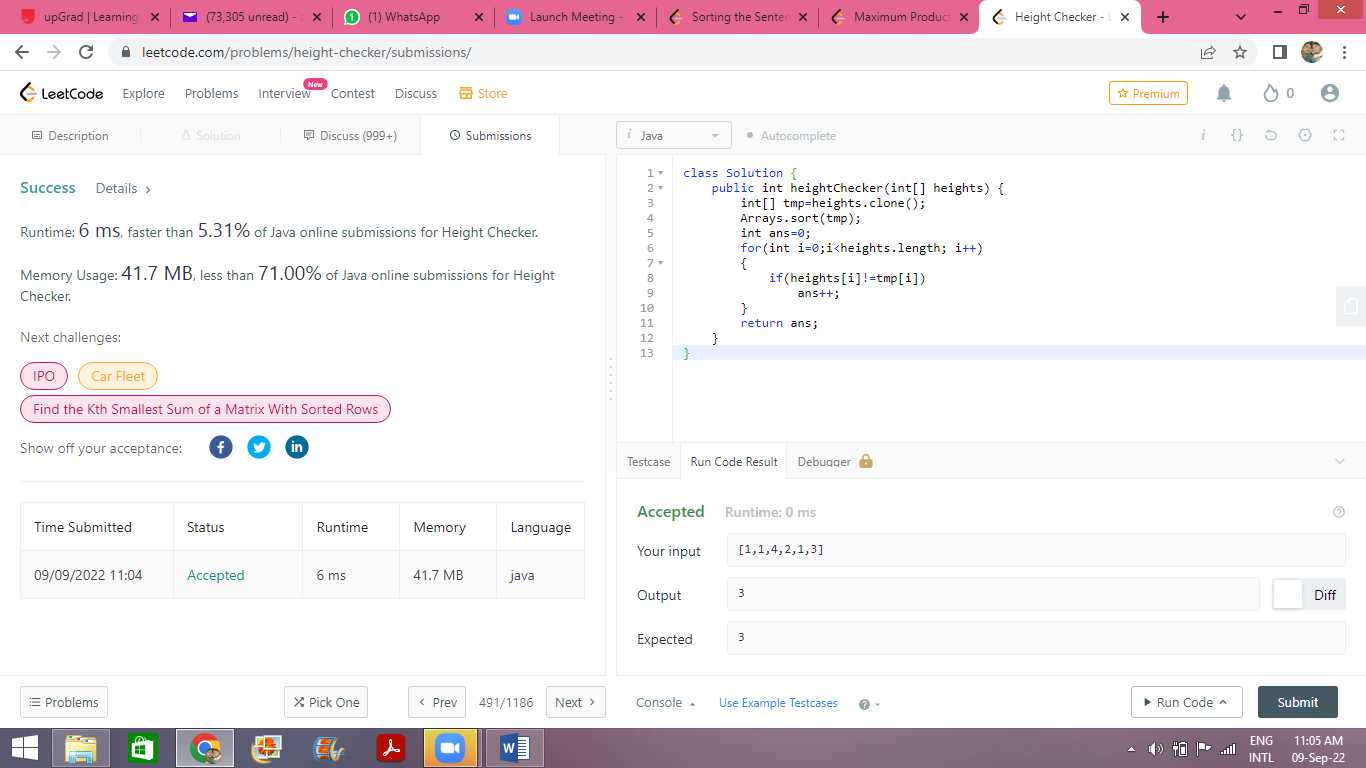 upGrad | Learning
(73,305 unread) -
(1) WhatsApp
Launch Meeting -
Sorting the Senten
Maximum Product
Height Checker - L
leetcode.com/problems/height-checker/submissions/
LeetCode Explore Problems Interview New Contest Discuss Store Premium 0
Description Solution Discuss (999+) Submissions
Success Details >
Runtime: 6 ms, faster than 5.31% of Java online submissions for Height Checker.
Memory Usage: 41.7 MB, less than 71.00% of Java online submissions for Height
Checker.
Next challenges:
IPO Car Fleet
Find the Kth Smallest Sum of a Matrix With Sorted Rows
Show off your acceptance:
Time Submitted Status Runtime Memory Language
09/09/2022 11:04 Accepted 6 ms 41.7 MB java
Problems Pick One < Prev 491/1186 Next >
i Java Autocomplete i {}
1 class Solution {
2 public int heightChecker(int[] heights) {
3 int[] tmp=heights.clone();
4 Arrays.sort(tmp);
5 int ans=0;
6 for(int i=0;i<heights.length; i++)
7 {
8 if(heights[i]!=tmp[i])
9 ans++;
10 }
11 return ans;
12 }
13 }
Testcase Run Code Result Debugger
Accepted Runtime: 0 ms
Your input [1,1,4,2,1,3]
Output 3 Diff
Expected 3
Console Use Example Testcases Run Code Submit
ENG 11:05 AM
INTL 09-Sep-22